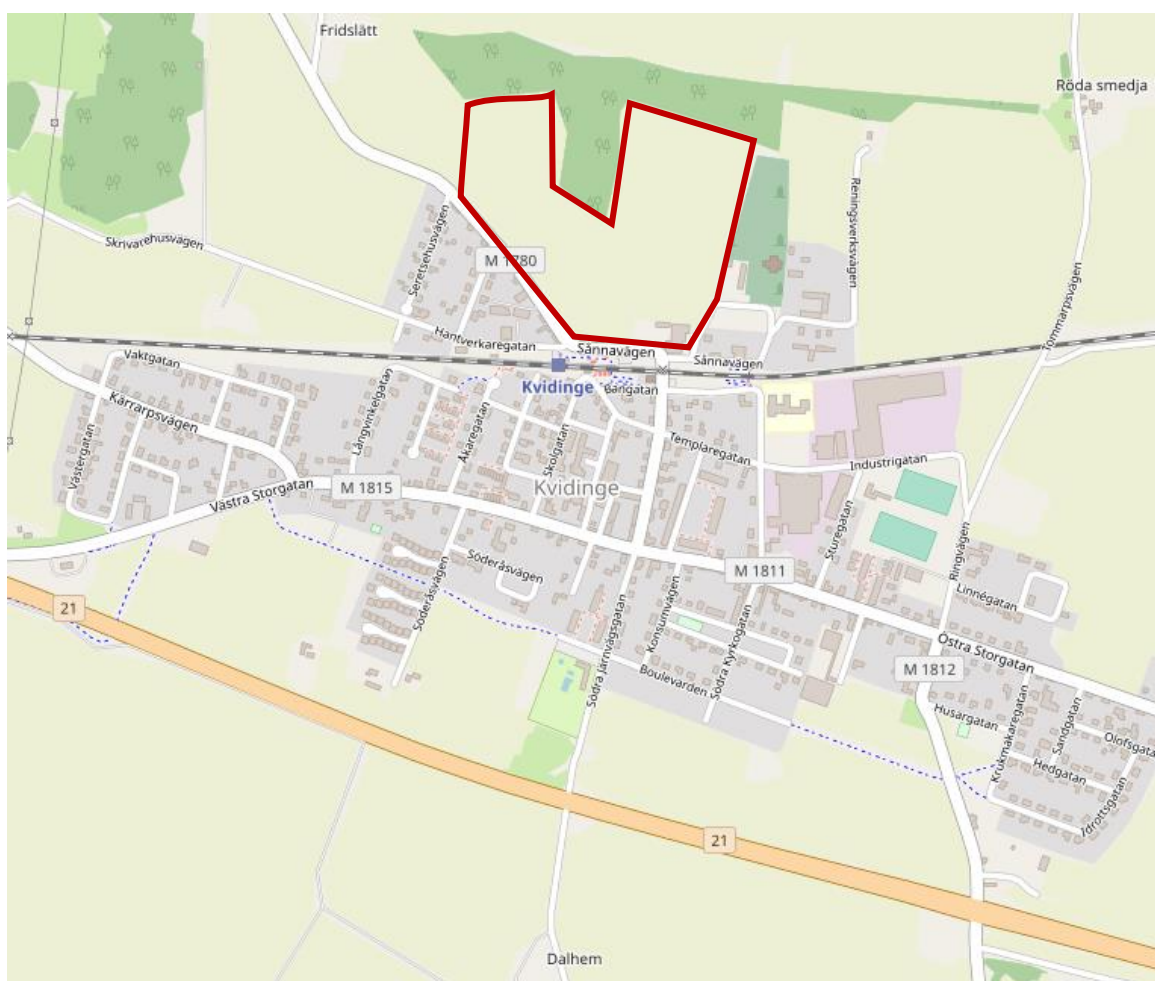 Fridslätt
Röda smedja
Reningsverksvägen
Seretsehusvägen
Skrivarehusvägen
M 1780
Tommarpsvägen
Hantverkaregatan
Sånnavägen
Sånnavägen
Vaktgatan
Kvidinge
Bangatan
Kärrarpsvägen
Långvinkelgatan
Åkaregatan
Skolgatan
Templaregatan
Västergatan
Industrigatan
Kvidinge
M 1815
Västra Storgatan
Sturegatan
Ringvägen
Söderåsvägen
M 1811
Linnégatan
21
Söderåsvägen
Södra Järnvägsgatan
Konsumvägen
Södra Kyrkogatan
Östra Storgatan
M 1812
Boulevarden
Husargatan
Krukmakaregatan
Sandgatan
Olofsgata
Hedgatan
Idrottsgatan
21
Dalhem